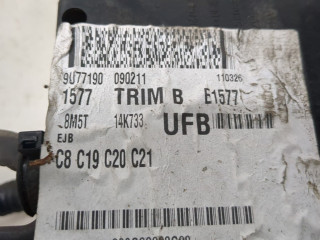 9U77190 090211 110326
1577 TRIM B E1577
8M5T 14K733 UFB
EJB
C8 C19 C20 C21